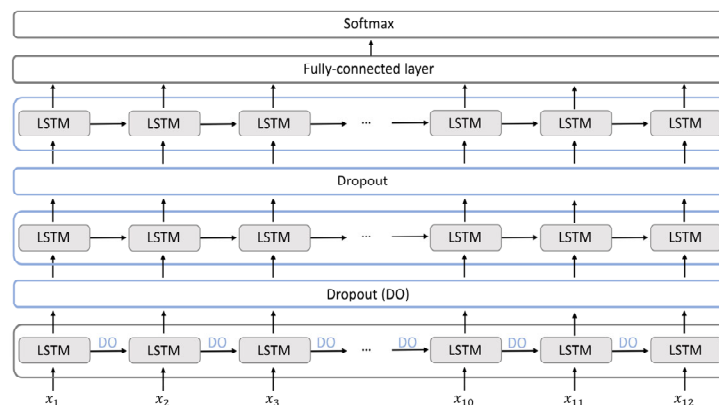 Softmax
Fully-connected layer
LSTM LSTM LSTM ... LSTM LSTM LSTM
Dropout
LSTM LSTM LSTM ... LSTM LSTM LSTM
Dropout (DO)
DO DO DO DO DO DO
LSTM LSTM LSTM ... LSTM LSTM LSTM
x₁ x₂ x₃ x₁₀ x₁₁ x₁₂